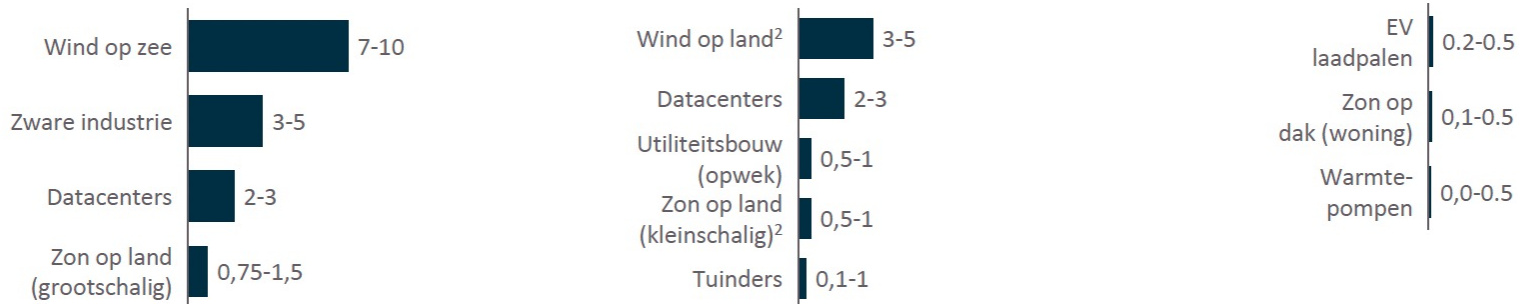 Wind op zee
7-10
Zware industrie
3-5
Datacenters
2-3
Zon op land
(grootschalig)
0,75-1,5
Wind op land²
3-5
Datacenters
2-3
Utiliteitsbouw
(opwek)
0,5-1
Zon op land
(kleinschalig)²
0,5-1
Tuinders
0,1-1
EV
laadpalen
0.2-0.5
Zon op
dak (woning)
0,1-0.5
Warmte-
pompen
0,0-0.5